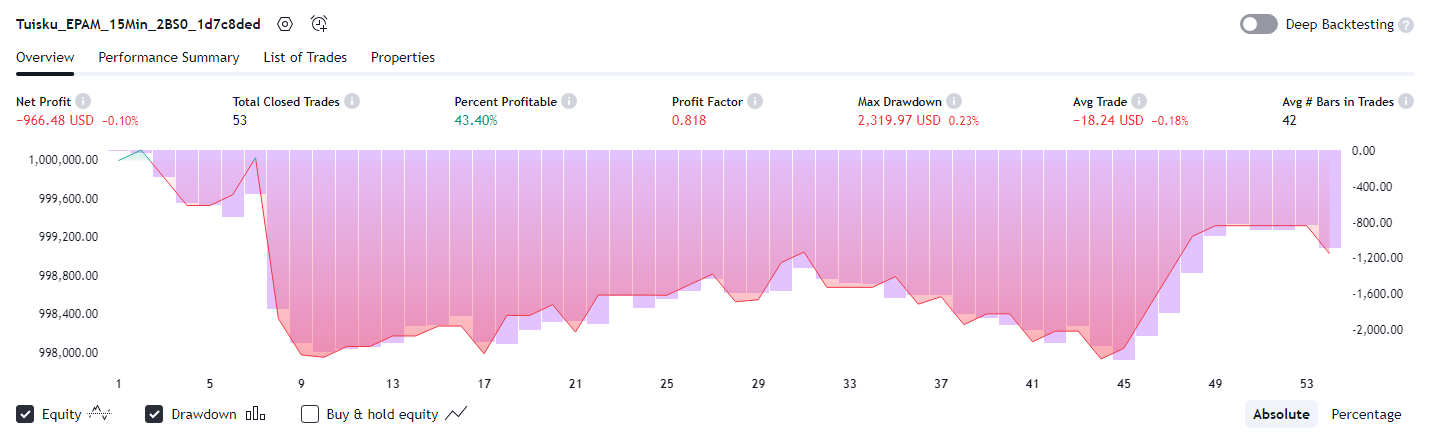 Tuisku_EPAM_15Min_2BS0_1d7c8ded Deep Backtesting ?
Overview Performance Summary List of Trades Properties
Net Profit Total Closed Trades Percent Profitable Profit Factor Max Drawdown Avg Trade Avg # Bars in Trades
−966.48 USD −0.10% 53 43.40% 0.818 2,319.97 USD 0.23% −18.24 USD −0.18% 42
1,000,000.00 0.00
999,600.00 -400.00
999,200.00 -800.00
998,800.00 -1,200.00
998,400.00 -1,600.00
998,000.00 -2,000.00
1 5 9 13 17 21 25 29 33 37 41 45 49 53
Equity Drawdown Buy & hold equity Absolute Percentage